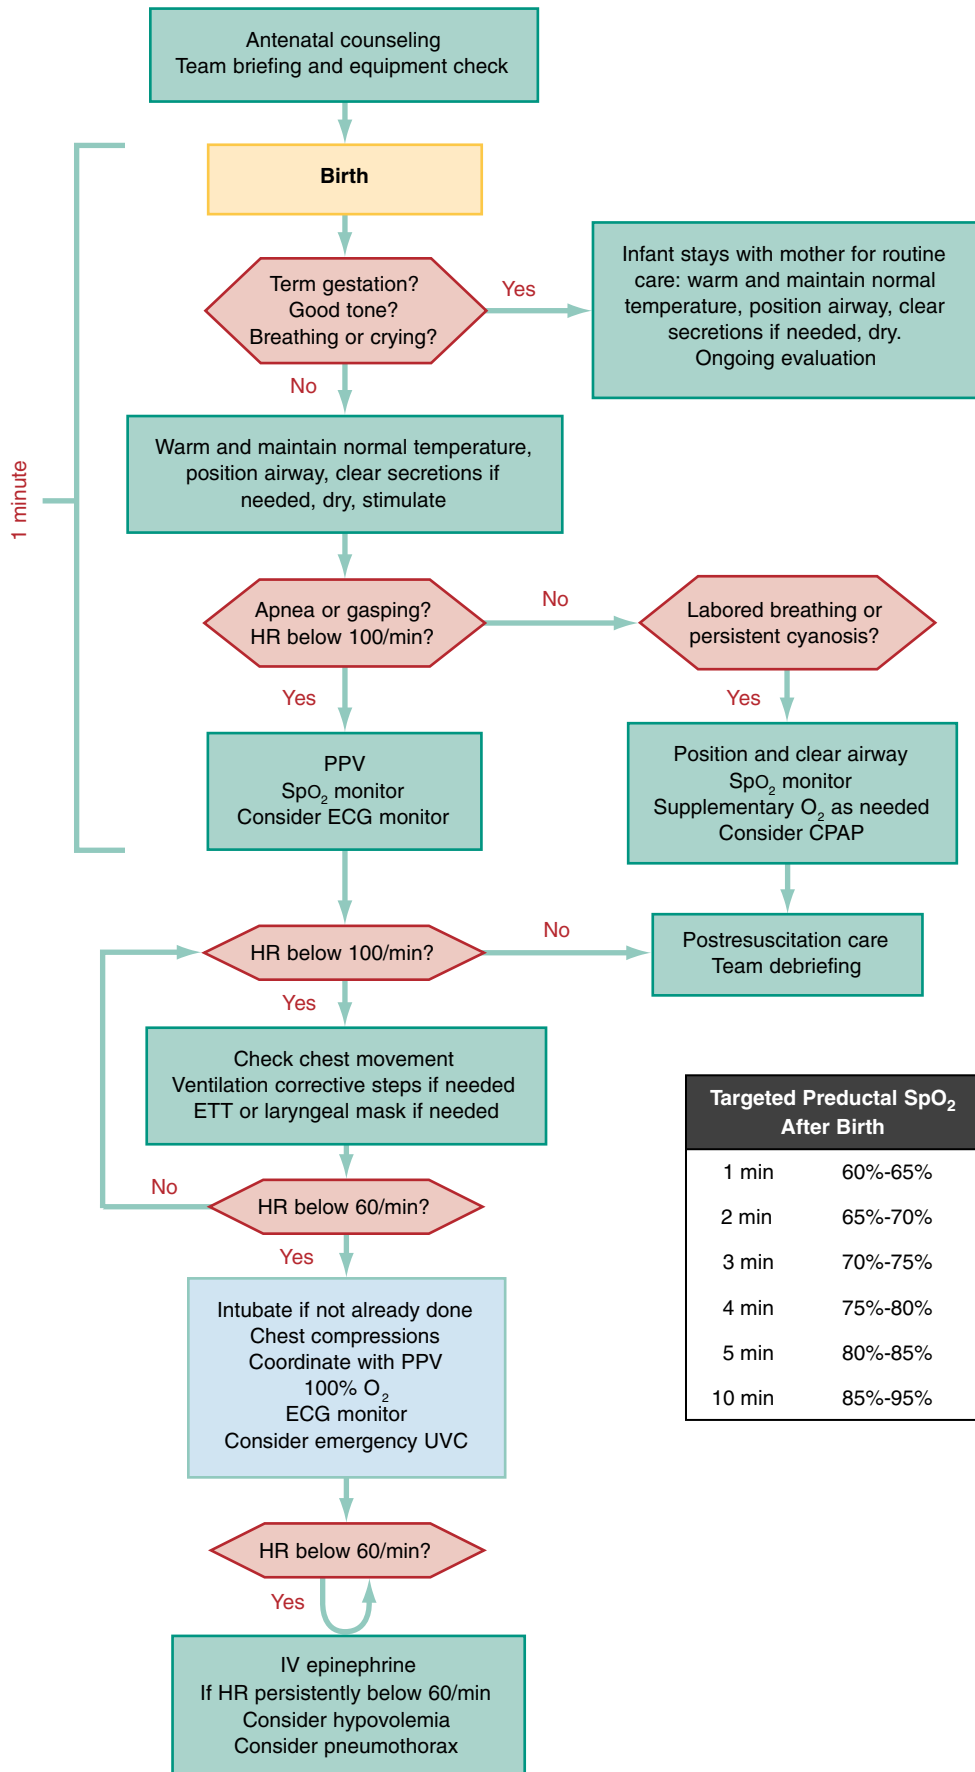 Antenatal counseling
Team briefing and equipment check
Birth
Term gestation?
Good tone?
Breathing or crying?
Yes
Infant stays with mother for routine
care: warm and maintain normal
temperature, position airway, clear
secretions if needed, dry.
Ongoing evaluation
No
Warm and maintain normal temperature,
position airway, clear secretions if
needed, dry, stimulate
1 minute
Apnea or gasping?
HR below 100/min?
No
Labored breathing or
persistent cyanosis?
Yes
Yes
PPV
SpO₂ monitor
Consider ECG monitor
Position and clear airway
SpO₂ monitor
Supplementary O₂ as needed
Consider CPAP
HR below 100/min?
No
Postresuscitation care
Team debriefing
Yes
Check chest movement
Ventilation corrective steps if needed
ETT or laryngeal mask if needed
No
HR below 60/min?
Yes
Intubate if not already done
Chest compressions
Coordinate with PPV
100% O₂
ECG monitor
Consider emergency UVC
HR below 60/min?
Yes
IV epinephrine
If HR persistently below 60/min
Consider hypovolemia
Consider pneumothorax
Targeted Preductal SpO₂
After Birth
1 min 60%-65%
2 min 65%-70%
3 min 70%-75%
4 min 75%-80%
5 min 80%-85%
10 min 85%-95%